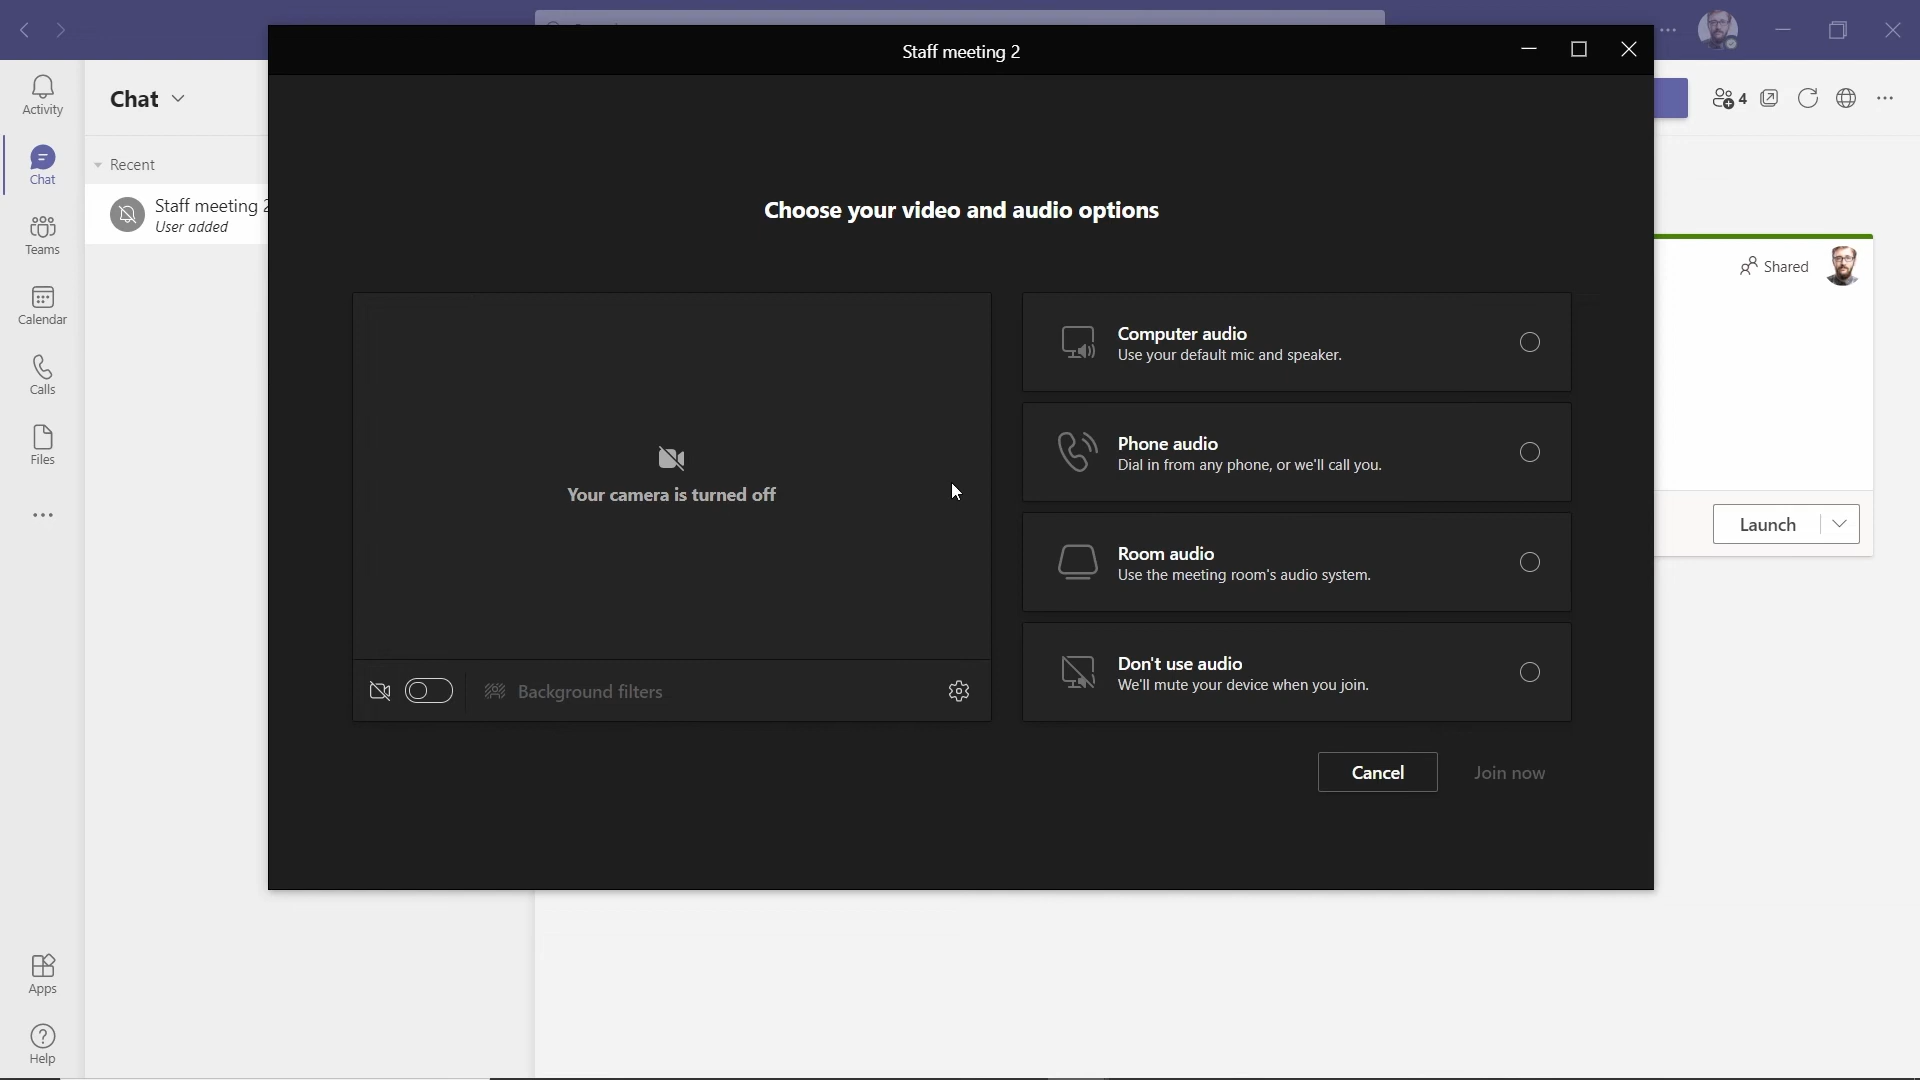 Staff meeting 2
Activity
Chat
Teams
Calendar
Calls
Files
Apps
Help
Chat
Recent
Staff meeting 2
User added
Choose your video and audio options
Your camera is turned off
Background filters
Computer audio
Use your default mic and speaker.
Phone audio
Dial in from any phone, or we'll call you.
Room audio
Use the meeting room's audio system.
Don't use audio
We'll mute your device when you join.
Cancel
Join now
4
Shared
Launch